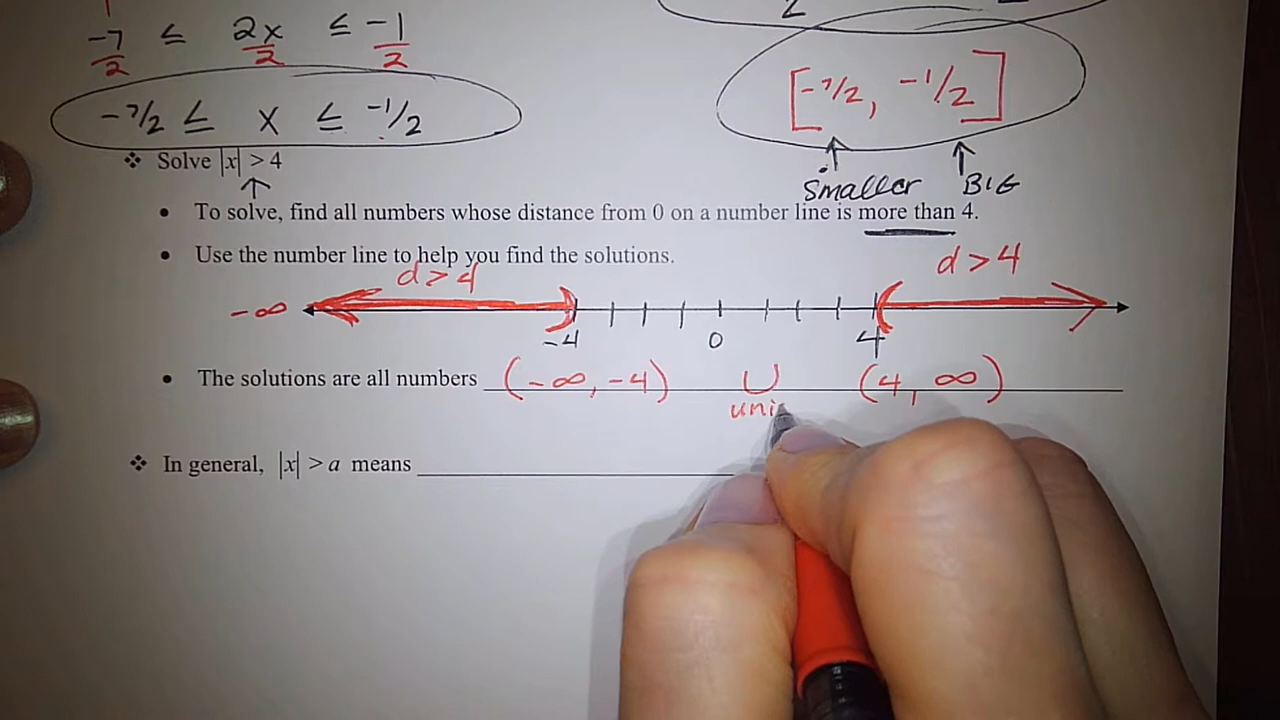 -7/2 ≤ 2x/2 ≤ -1/2
-7/2 ≤ x ≤ -1/2
[-7/2, -1/2]
❖ Solve |x| > 4
smaller BIG
• To solve, find all numbers whose distance from 0 on a number line is more than 4.
• Use the number line to help you find the solutions.
d > 4 d > 4
-∞
-4 0 4
• The solutions are all numbers (-∞, -4) ∪ (4, ∞)
uni
❖ In general, |x| > a means